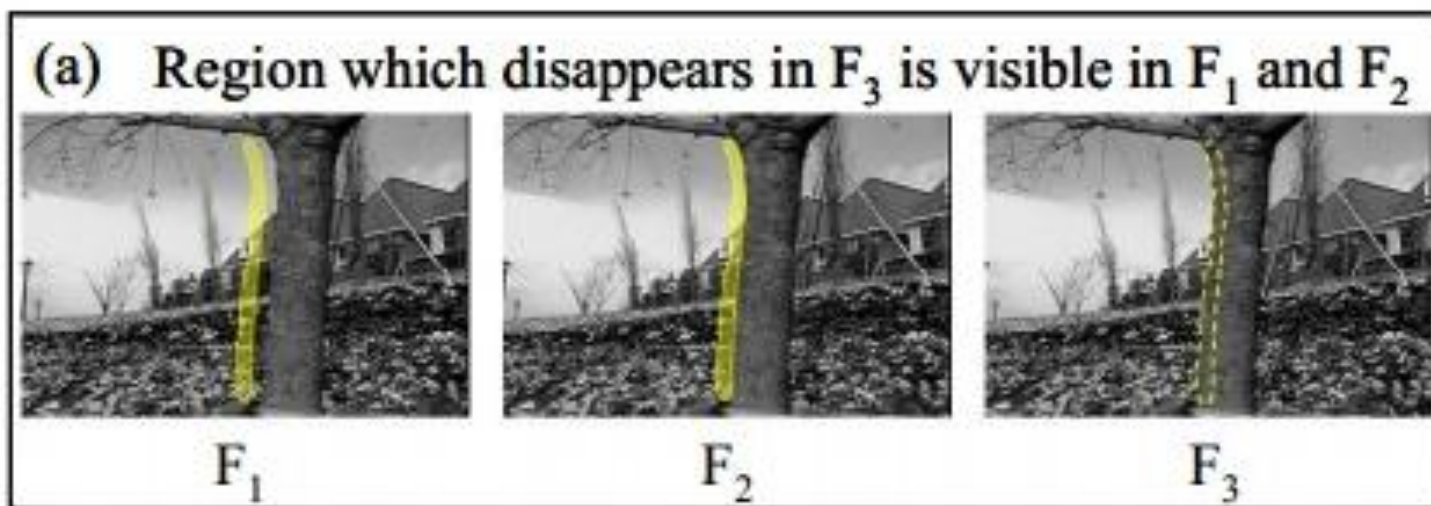 (a) Region which disappears in F₃ is visible in F₁ and F₂
F₁ F₂ F₃